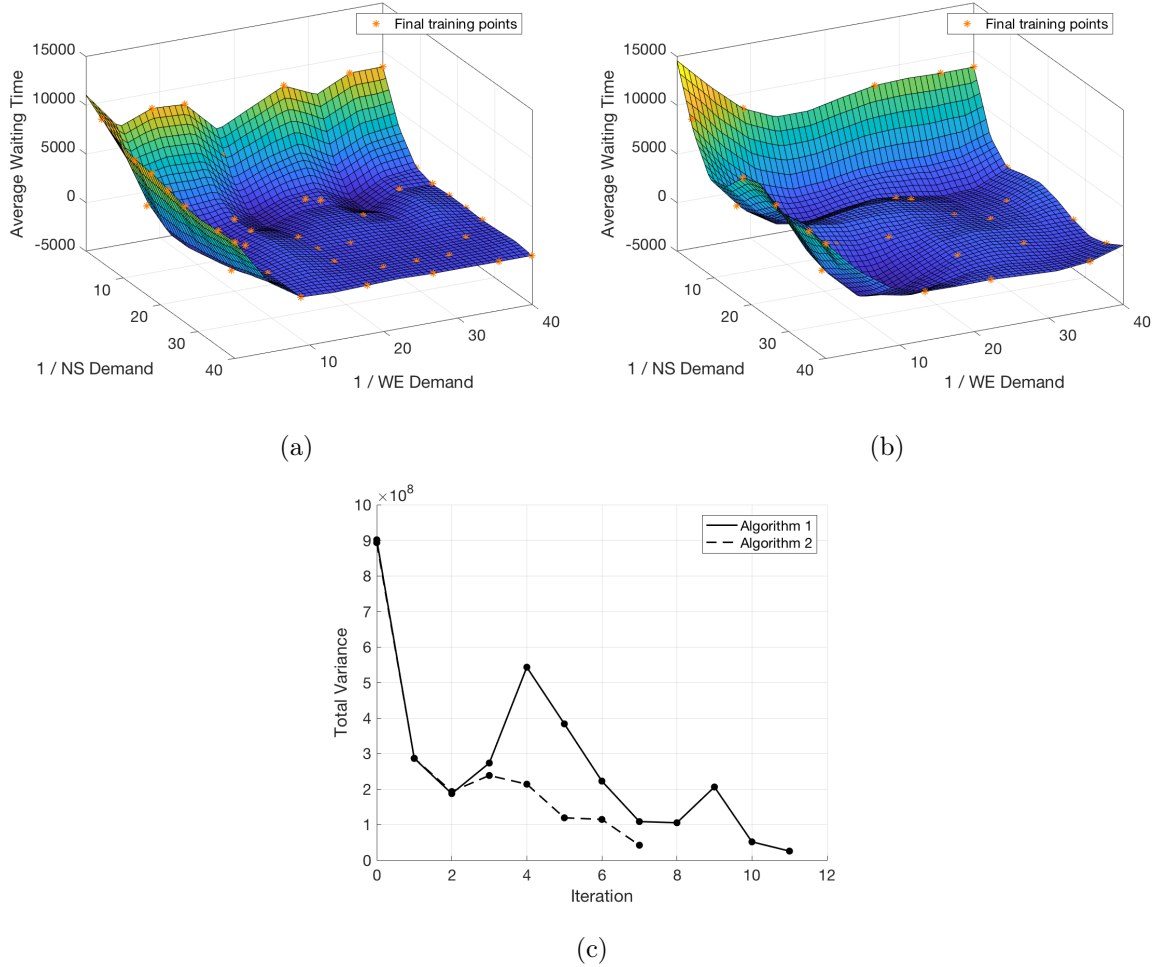 Final training points
15000
10000
5000
0
-5000
Average Waiting Time
10
20
30
40
1 / NS Demand
10
20
30
40
1 / WE Demand
(a)
Final training points
15000
10000
5000
0
-5000
Average Waiting Time
10
20
30
40
1 / NS Demand
10
20
30
40
1 / WE Demand
(b)
×10⁸
10
9
8
7
6
5
4
3
2
1
0
Total Variance
Algorithm 1
Algorithm 2
0 2 4 6 8 10 12
Iteration
(c)